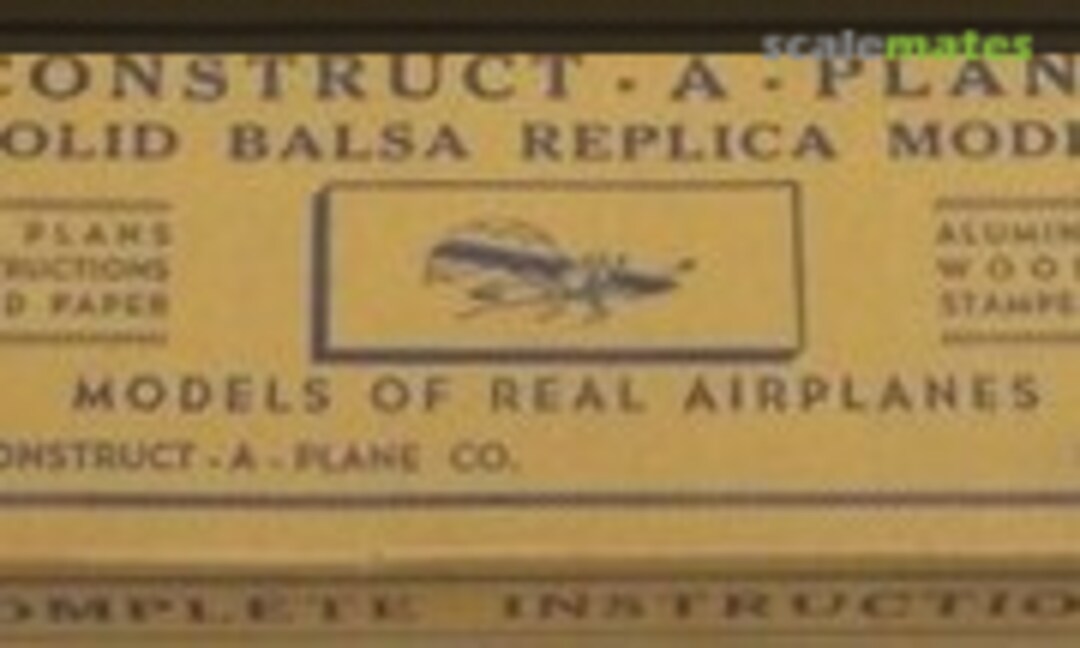 scalemates
CONSTRUCT - A - PLAN
OLID BALSA REPLICA MODE
PLANS
RUCTIONS
D PAPER
ALUMIN
WOO
STAMPE
MODELS OF REAL AIRPLANES
ONSTRUCT - A - PLANE CO.
OMPLETE INSTRUCTIO